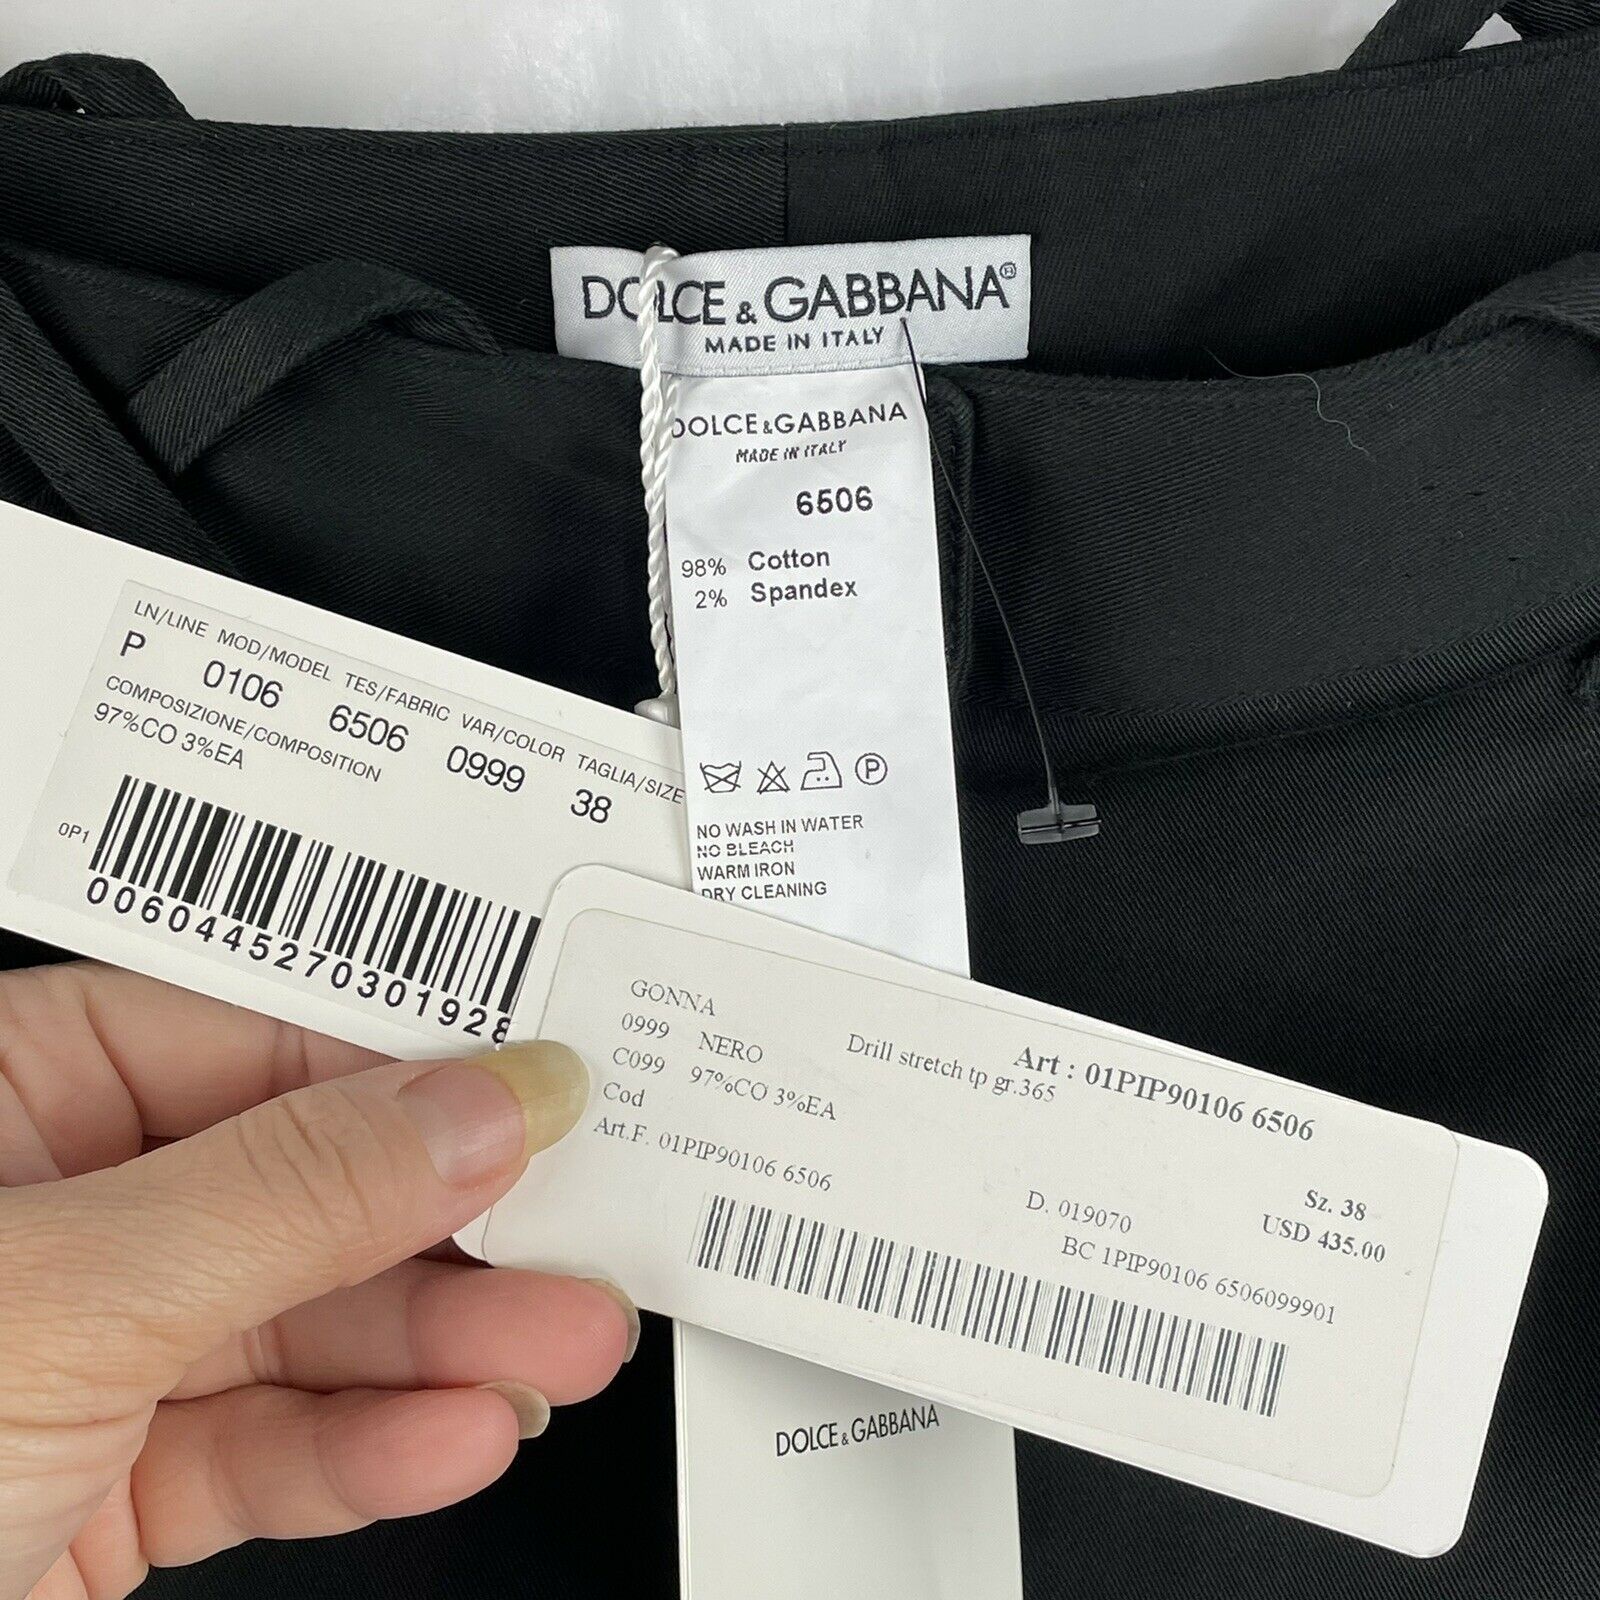 DOLCE & GABBANA®
MADE IN ITALY
DOLCE & GABBANA
MADE IN ITALY
6506
98% Cotton
2% Spandex
P
NO WASH IN WATER
NO BLEACH
WARM IRON
DRY CLEANING
LN/LINE MOD/MODEL TES/FABRIC VAR/COLOR TAGLIA/SIZE
P 0106 6506 0999 38
COMPOSIZIONE/COMPOSITION
97%CO 3%EA
0P1
0060445270301928
GONNA
0999 NERO Drill stretch tp gr.365 Art : 01PIP90106 6506
C099 97%CO 3%EA
Cod
Art.F. 01PIP90106 6506
D. 019070 Sz. 38
USD 435.00
BC 1PIP90106 6506099901
DOLCE & GABBANA